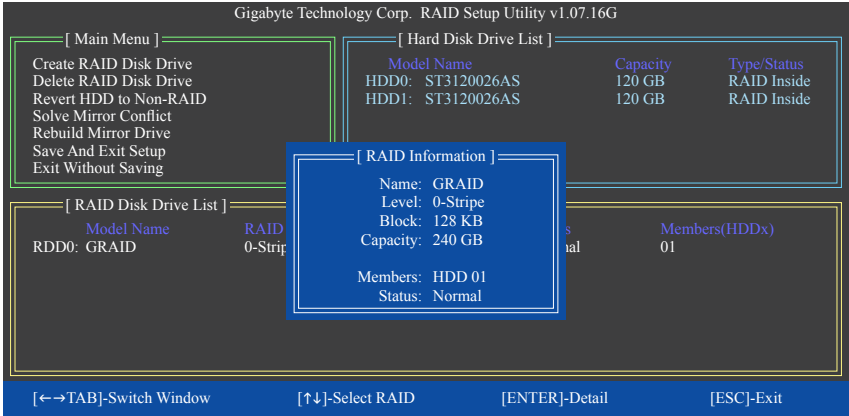 Gigabyte Technology Corp. RAID Setup Utility v1.07.16G
[ Main Menu ]
Create RAID Disk Drive
Delete RAID Disk Drive
Revert HDD to Non-RAID
Solve Mirror Conflict
Rebuild Mirror Drive
Save And Exit Setup
Exit Without Saving
[ Hard Disk Drive List ]
Model Name Capacity Type/Status
HDD0: ST3120026AS 120 GB RAID Inside
HDD1: ST3120026AS 120 GB RAID Inside
[ RAID Information ]
Name: GRAID
Level: 0-Stripe
Block: 128 KB
Capacity: 240 GB
Members: HDD 01
Status: Normal
[ RAID Disk Drive List ]
Model Name RAID Members(HDDx)
RDD0: GRAID 01
[←→TAB]-Switch Window [↑↓]-Select RAID [ENTER]-Detail [ESC]-Exit